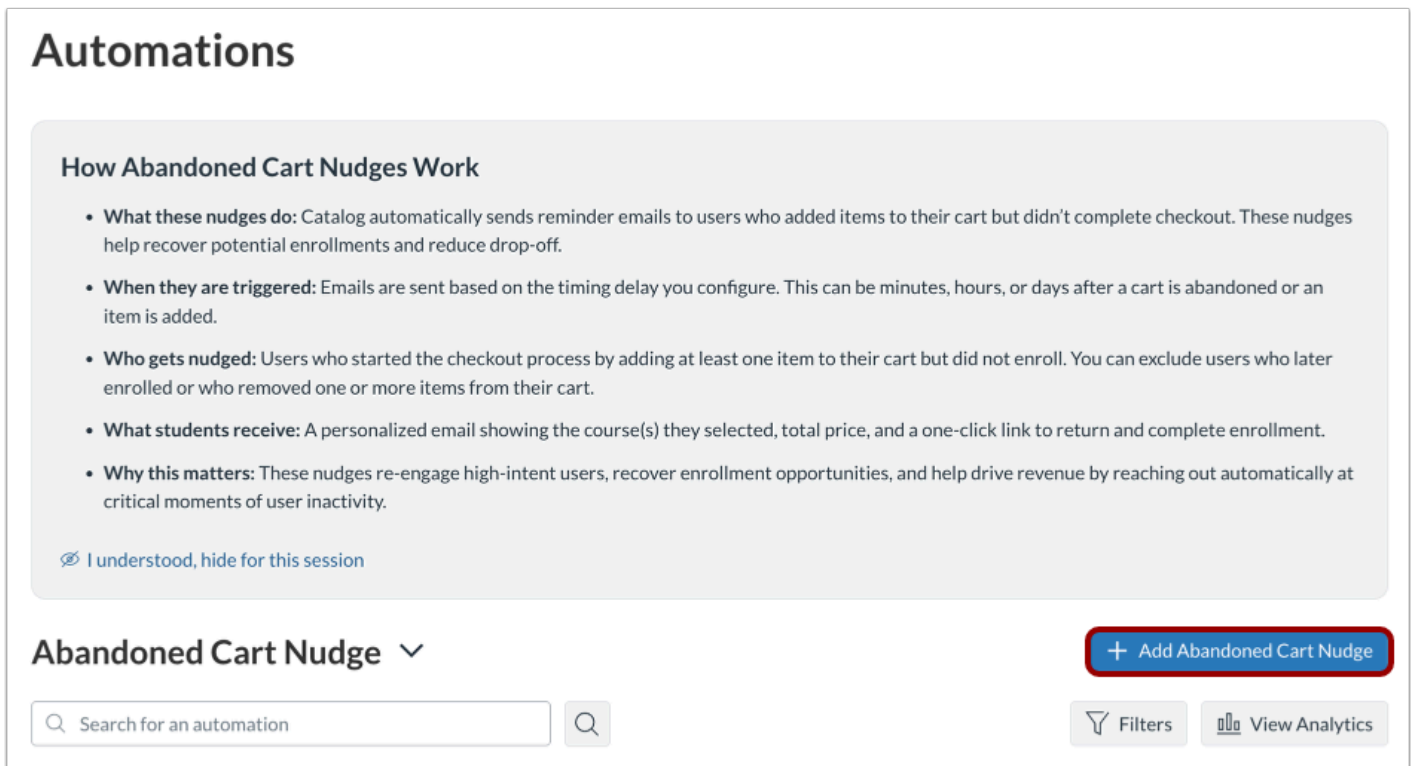 Automations
How Abandoned Cart Nudges Work
• What these nudges do: Catalog automatically sends reminder emails to users who added items to their cart but didn’t complete checkout. These nudges
help recover potential enrollments and reduce drop-off.
• When they are triggered: Emails are sent based on the timing delay you configure. This can be minutes, hours, or days after a cart is abandoned or an
item is added.
• Who gets nudged: Users who started the checkout process by adding at least one item to their cart but did not enroll. You can exclude users who later
enrolled or who removed one or more items from their cart.
• What students receive: A personalized email showing the course(s) they selected, total price, and a one-click link to return and complete enrollment.
• Why this matters: These nudges re-engage high-intent users, recover enrollment opportunities, and help drive revenue by reaching out automatically at
critical moments of user inactivity.
I understood, hide for this session
Abandoned Cart Nudge
+ Add Abandoned Cart Nudge
Search for an automation
Filters
View Analytics